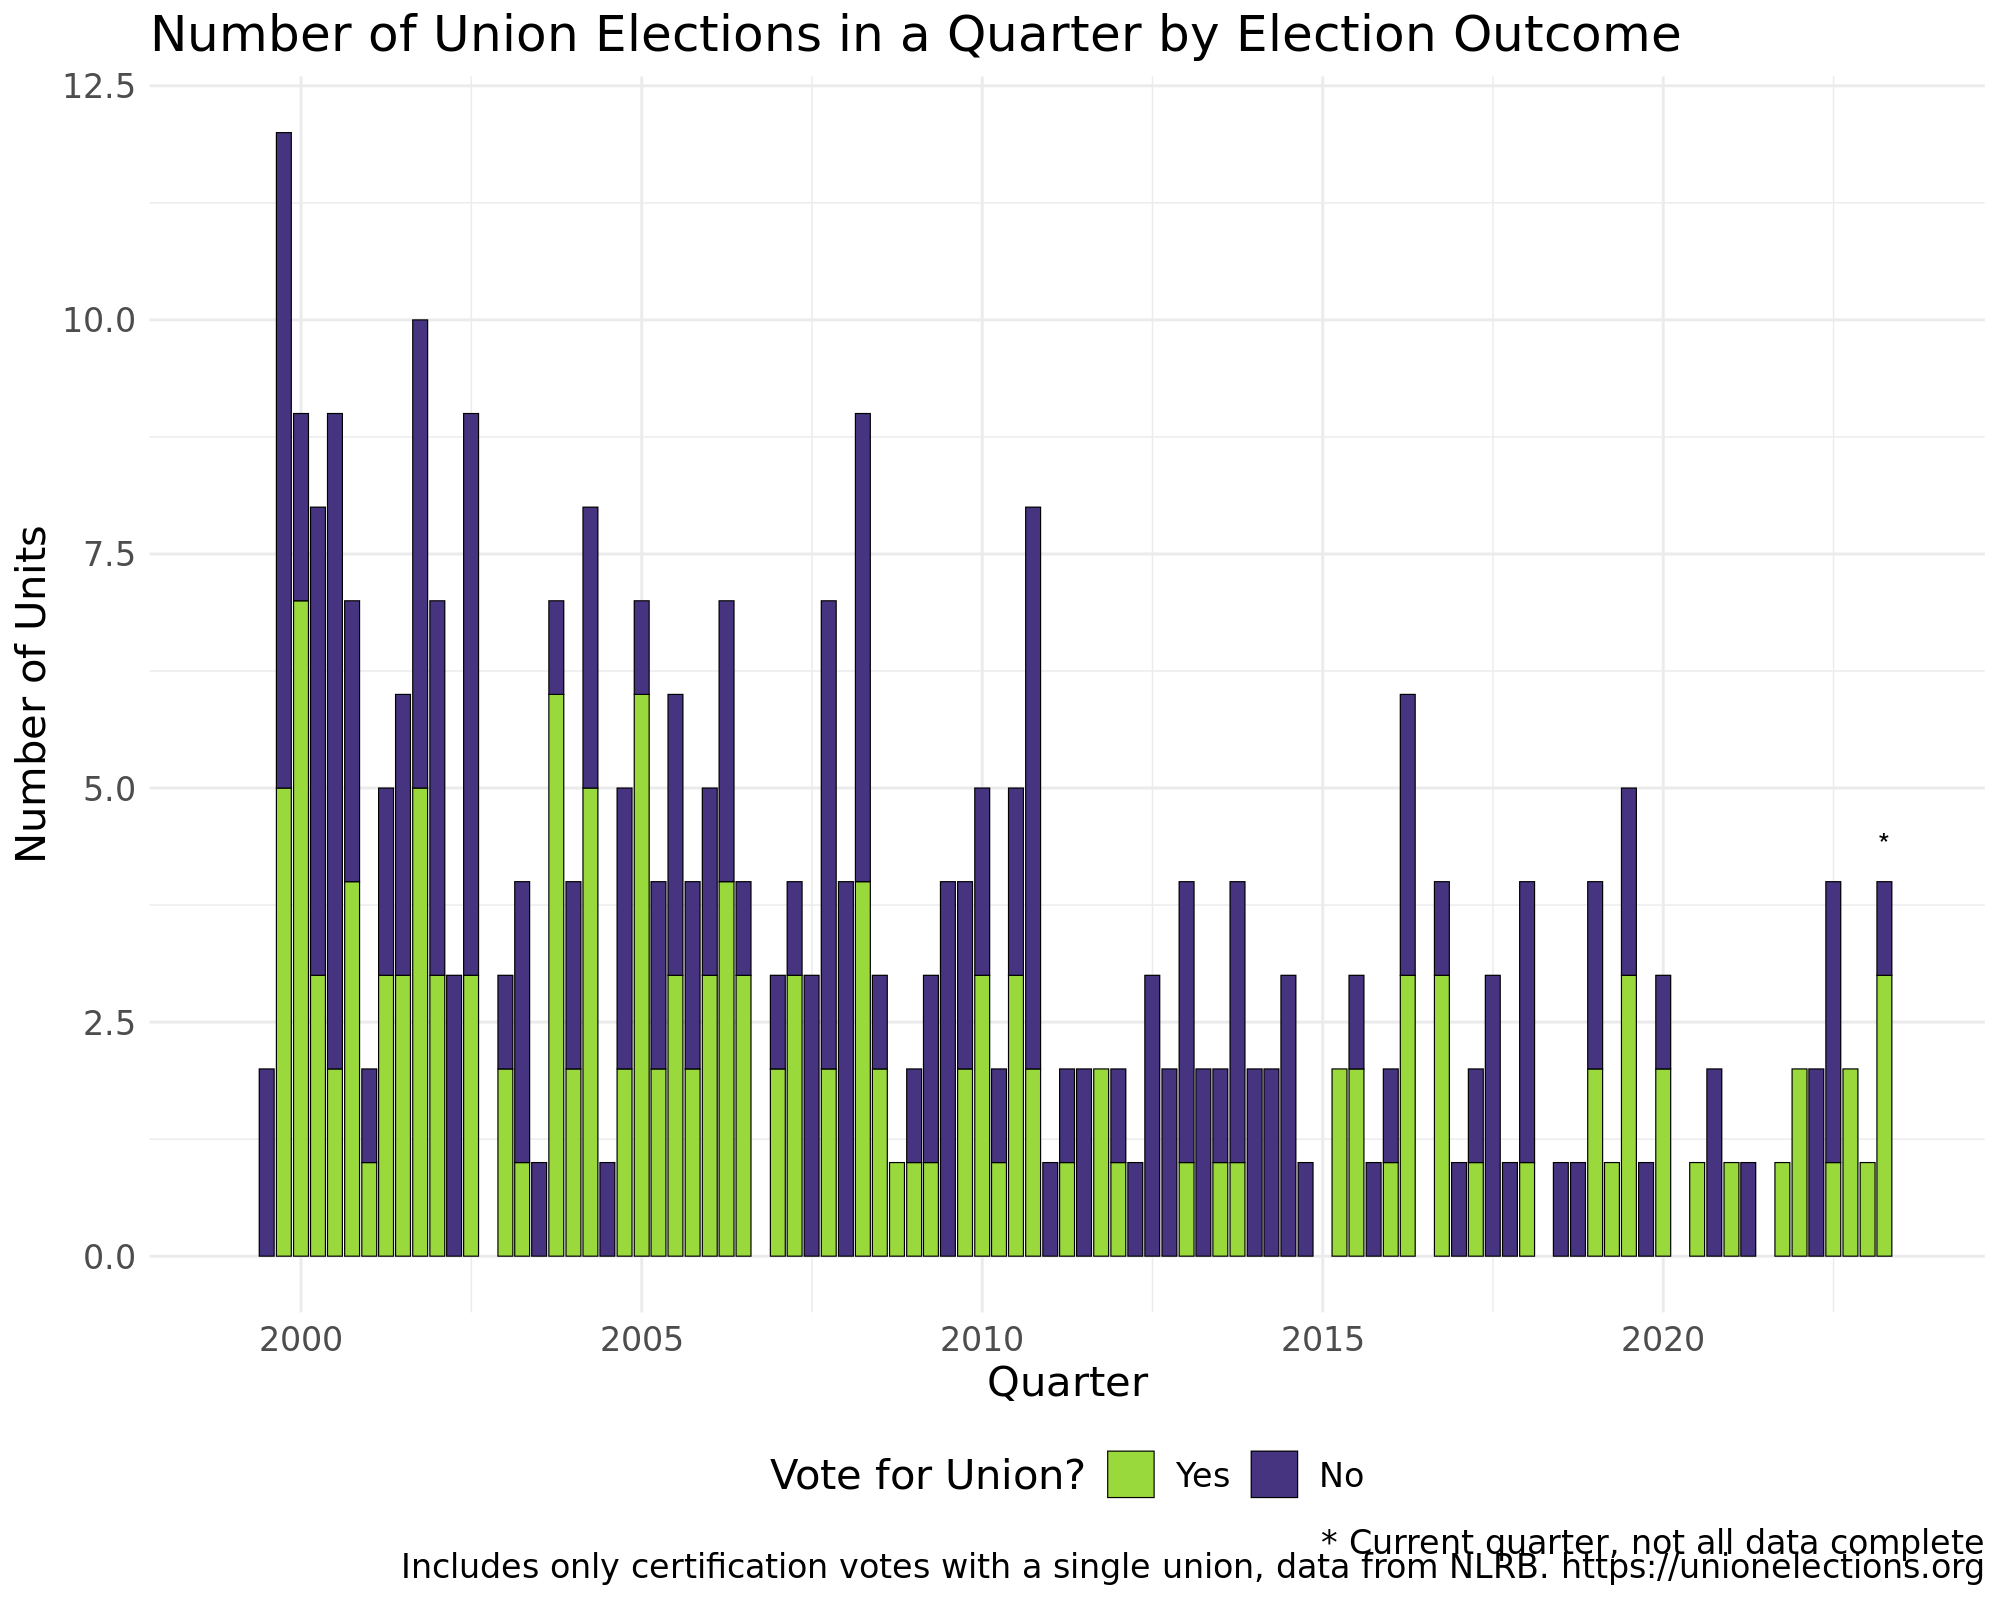 Number of Union Elections in a Quarter by Election Outcome
12.5
10.0
7.5
5.0
2.5
0.0
Number of Units
*
2000 2005 2010 2015 2020
Quarter
Vote for Union? Yes No
* Current quarter, not all data complete
Includes only certification votes with a single union, data from NLRB. https://unionelections.org